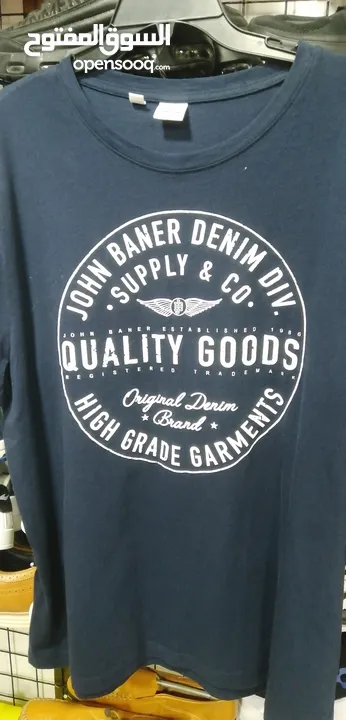 السوق المفتوح
opensooq.com
JOHN BANER DENIM DIV.
• SUPPLY & CO •
JOHN BANER ESTABLISHED 1986
QUALITY GOODS
REGISTERED TRADEMARK
Original Denim
Brand
HIGH GRADE GARMENTS